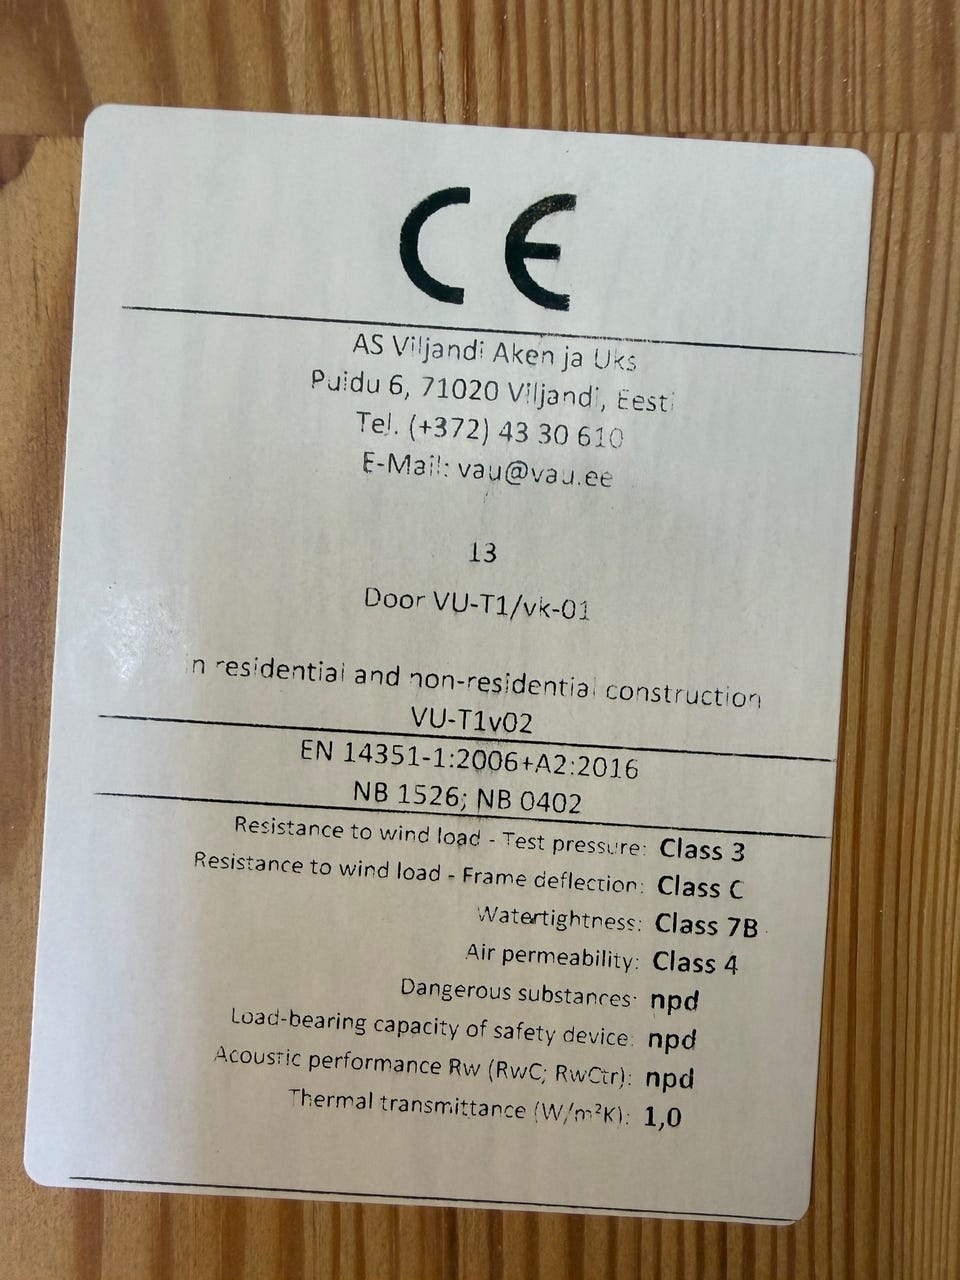 CE
AS Viljandi Aken ja Uks
Puidu 6, 71020 Viljandi, Eesti
Tel. (+372) 43 30 610
E-Mail: vau@vau.ee
13
Door VU-T1/vk-01
in residential and non-residential construction
VU-T1v02
EN 14351-1:2006+A2:2016
NB 1526; NB 0402
Resistance to wind load - Test pressure: Class 3
Resistance to wind load - Frame deflection: Class C
Watertightness: Class 7B
Air permeability: Class 4
Dangerous substances: npd
Load-bearing capacity of safety device: npd
Acoustic performance Rw (RwC; RwCtr): npd
Thermal transmittance (W/m²K): 1,0